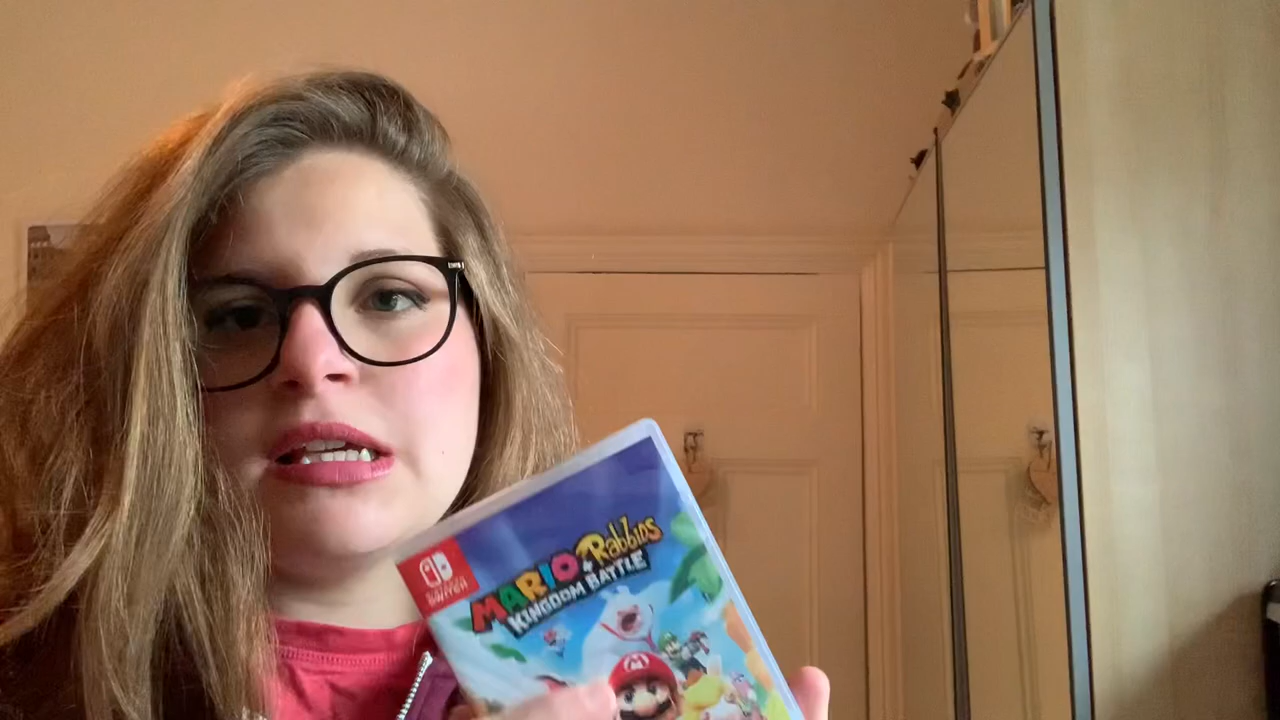 MARIO + Rabbids
KINGDOM BATTLE
NINTENDO
SWITCH
M